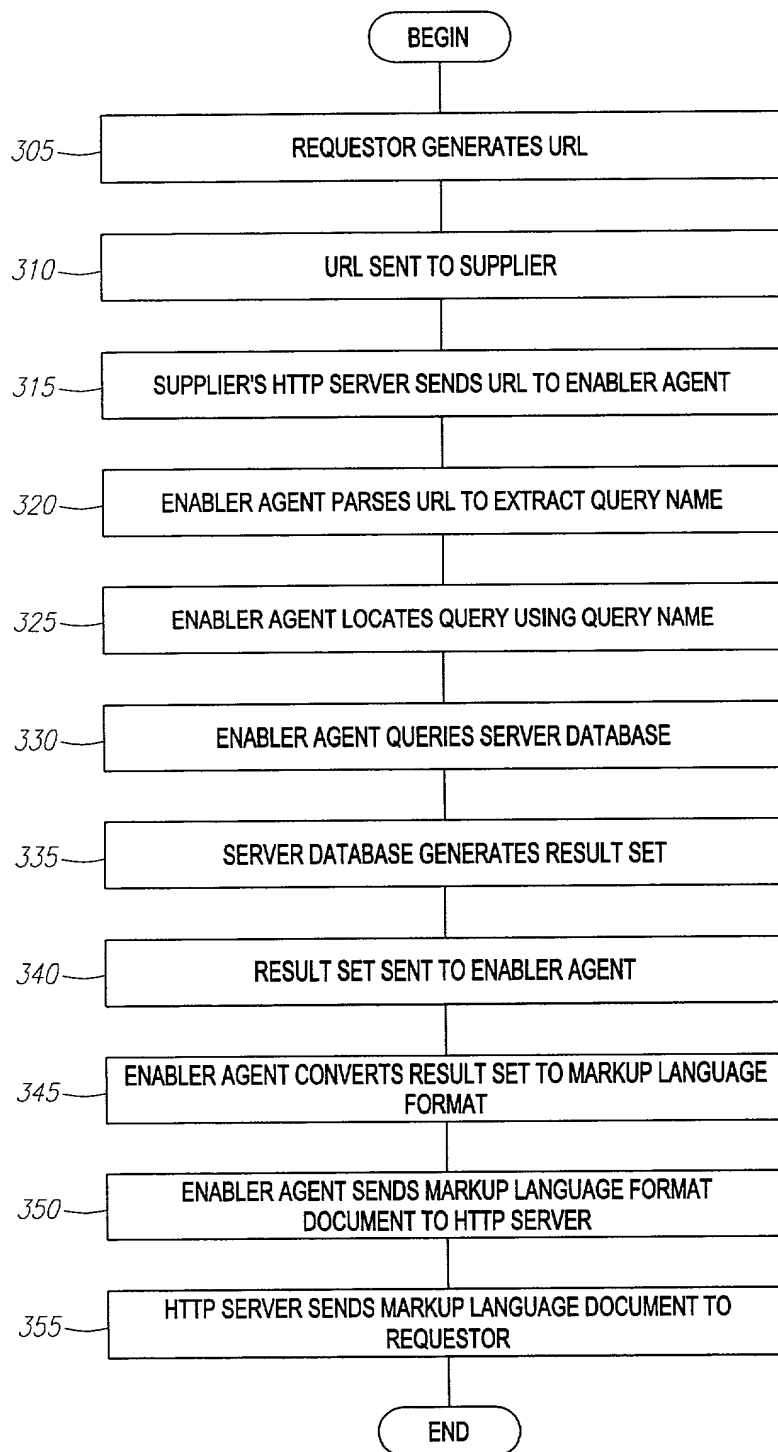 BEGIN
305
REQUESTOR GENERATES URL
310
URL SENT TO SUPPLIER
315
SUPPLIER'S HTTP SERVER SENDS URL TO ENABLER AGENT
320
ENABLER AGENT PARSES URL TO EXTRACT QUERY NAME
325
ENABLER AGENT LOCATES QUERY USING QUERY NAME
330
ENABLER AGENT QUERIES SERVER DATABASE
335
SERVER DATABASE GENERATES RESULT SET
340
RESULT SET SENT TO ENABLER AGENT
345
ENABLER AGENT CONVERTS RESULT SET TO MARKUP LANGUAGE
FORMAT
350
ENABLER AGENT SENDS MARKUP LANGUAGE FORMAT
DOCUMENT TO HTTP SERVER
355
HTTP SERVER SENDS MARKUP LANGUAGE DOCUMENT TO
REQUESTOR
END